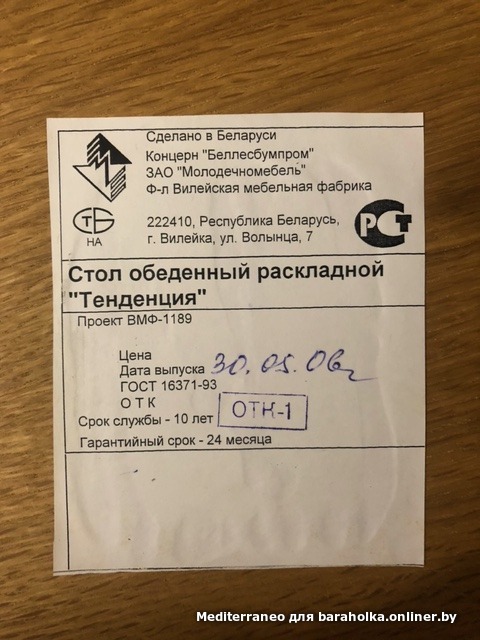 Сделано в Беларуси
Концерн "Беллесбумпром"
ЗАО "Молодечномебель"
Ф-л Вилейская мебельная фабрика
СТБ
НА
222410, Республика Беларусь,
г. Вилейка, ул. Волынца, 7
РСТ
Стол обеденный раскладной
"Тенденция"
Проект ВМФ-1189
Цена
Дата выпуска 30.05.06г
ГОСТ 16371-93
О Т К
ОТК-1
Срок службы - 10 лет
Гарантийный срок - 24 месяца
Mediterraneo для baraholka.onliner.by